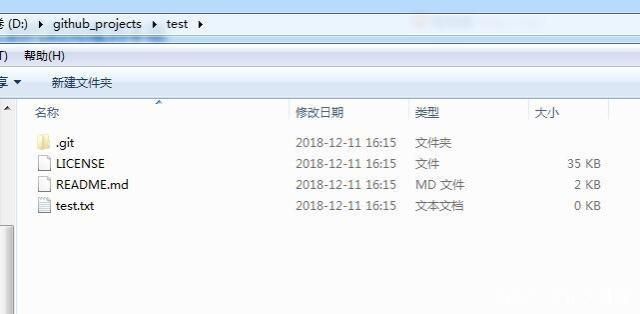 (D:) ▸ github_projects ▸ test ▸
T) 帮助(H)
享 ▾ 新建文件夹
名称 修改日期 类型 大小
.git 2018-12-11 16:15 文件夹
LICENSE 2018-12-11 16:15 文件 35 KB
README.md 2018-12-11 16:15 MD 文件 2 KB
test.txt 2018-12-11 16:15 文本文档 0 KB